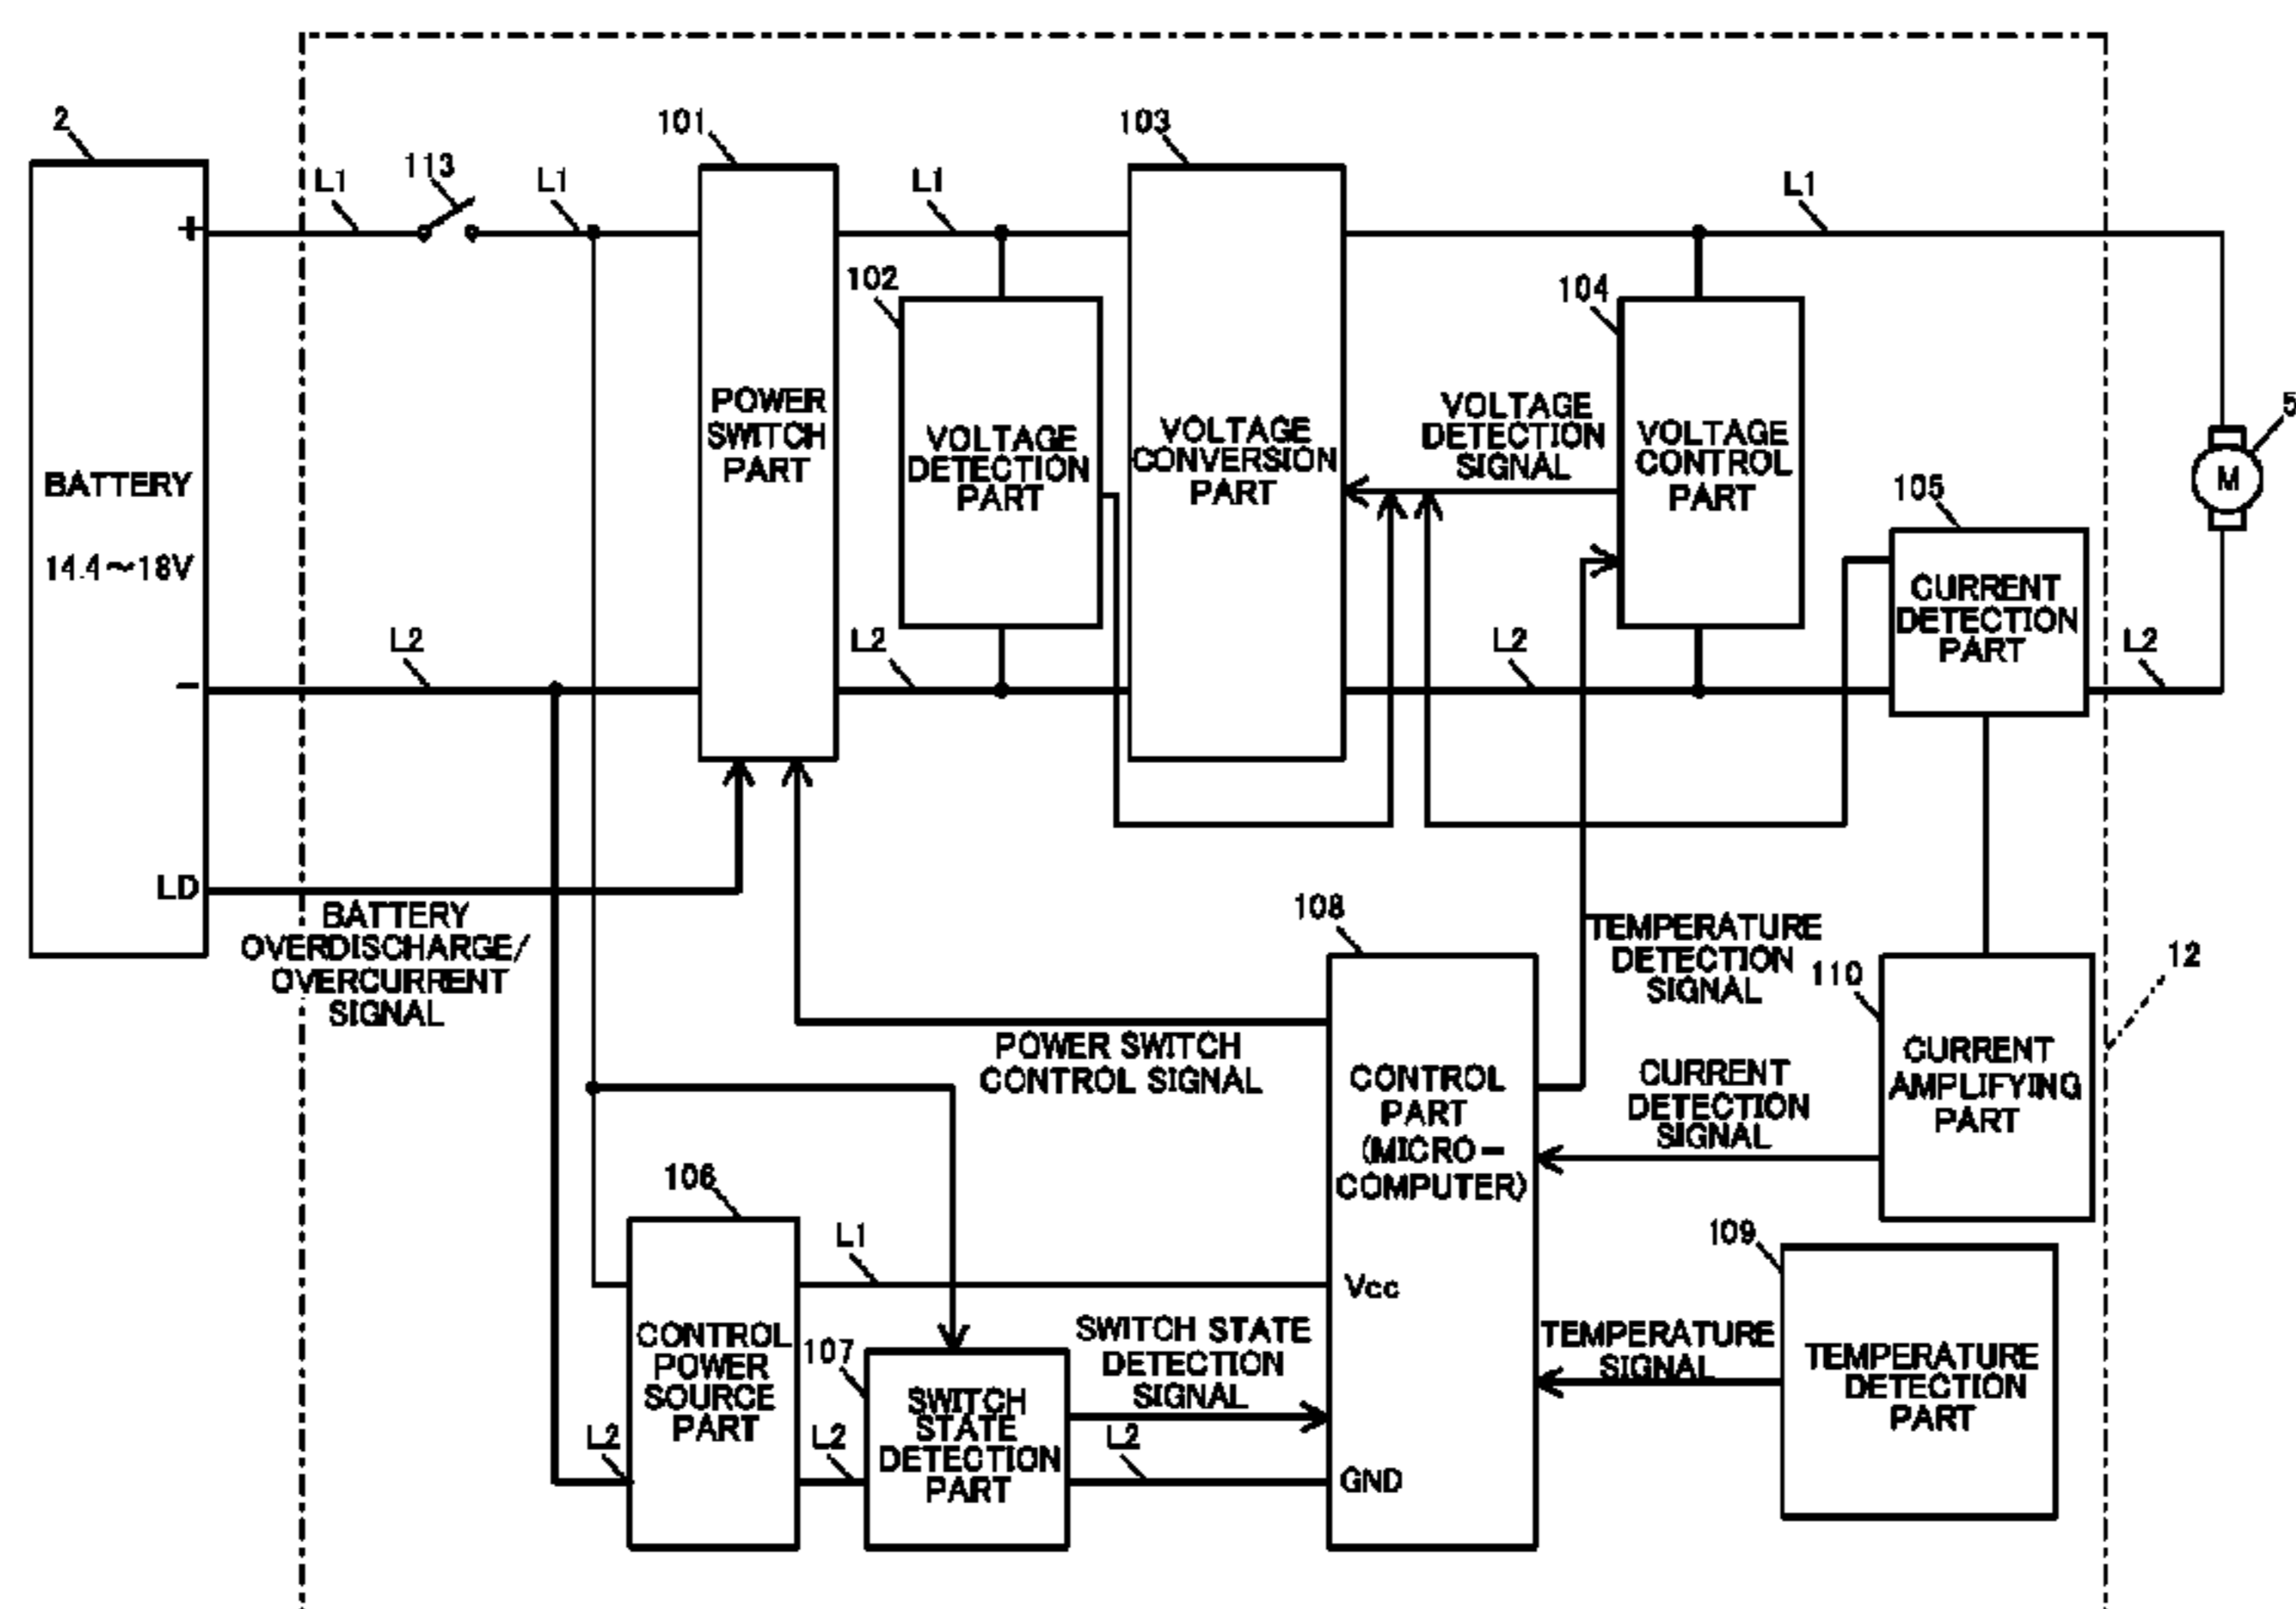 2
113
L1
L1
101
L1
103
L1
+
102
104
POWER
SWITCH
PART
VOLTAGE
DETECTION
PART
VOLTAGE
CONVERSION
PART
VOLTAGE
DETECTION
SIGNAL
VOLTAGE
CONTROL
PART
5
M
BATTERY
14.4～18V
105
CURRENT
DETECTION
PART
L2
L2
L2
L2
−
LD
BATTERY
OVERDISCHARGE/
OVERCURRENT
SIGNAL
108
TEMPERATURE
DETECTION
SIGNAL
110
12
POWER SWITCH
CONTROL SIGNAL
CONTROL
PART
(MICRO−
COMPUTER)
CURRENT
DETECTION
SIGNAL
CURRENT
AMPLIFYING
PART
106
L1
Vcc
109
CONTROL
POWER
SOURCE
PART
107
SWITCH STATE
DETECTION
SIGNAL
TEMPERATURE
SIGNAL
TEMPERATURE
DETECTION
PART
SWITCH
STATE
DETECTION
PART
L2
L2
L2
GND